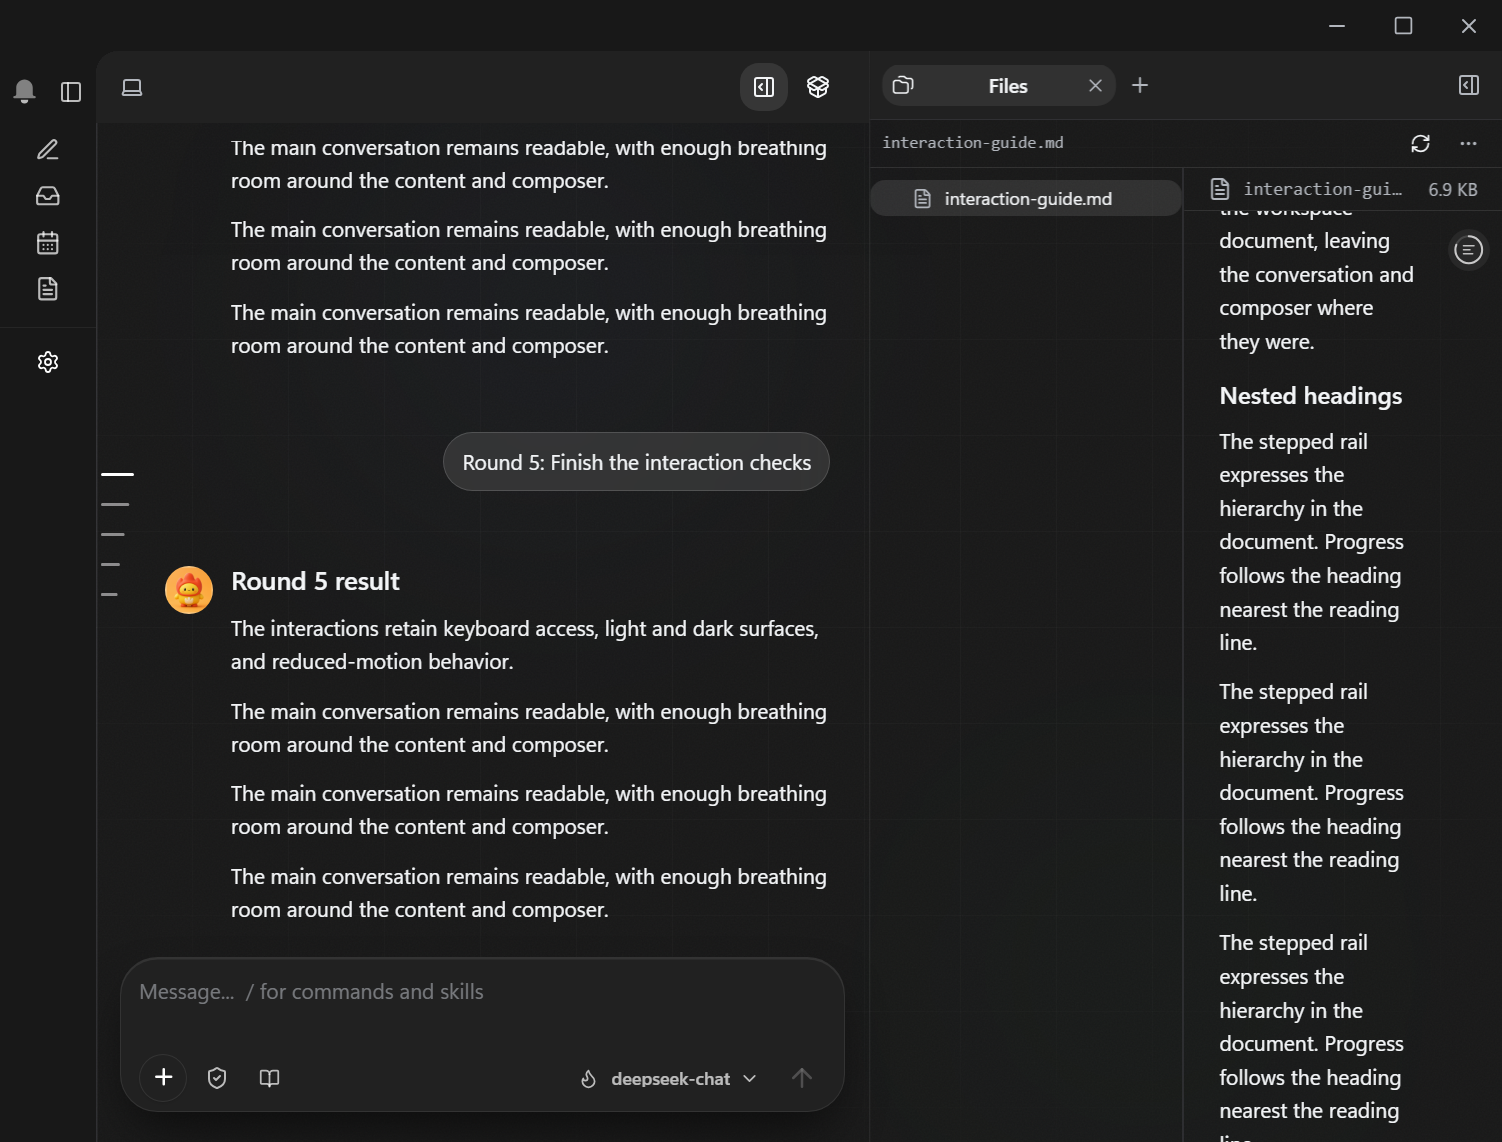 The main conversation remains readable, with enough breathing
room around the content and composer.
The main conversation remains readable, with enough breathing
room around the content and composer.
The main conversation remains readable, with enough breathing
room around the content and composer.
Round 5: Finish the interaction checks
Round 5 result
The interactions retain keyboard access, light and dark surfaces,
and reduced-motion behavior.
The main conversation remains readable, with enough breathing
room around the content and composer.
The main conversation remains readable, with enough breathing
room around the content and composer.
The main conversation remains readable, with enough breathing
room around the content and composer.
Message... / for commands and skills
deepseek-chat
Files
interaction-guide.md
interaction-guide.md
interaction-gui... 6.9 KB
the workspace
document, leaving
the conversation and
composer where
they were.
Nested headings
The stepped rail
expresses the
hierarchy in the
document. Progress
follows the heading
nearest the reading
line.
The stepped rail
expresses the
hierarchy in the
document. Progress
follows the heading
nearest the reading
line.
The stepped rail
expresses the
hierarchy in the
document. Progress
follows the heading
nearest the reading
line.